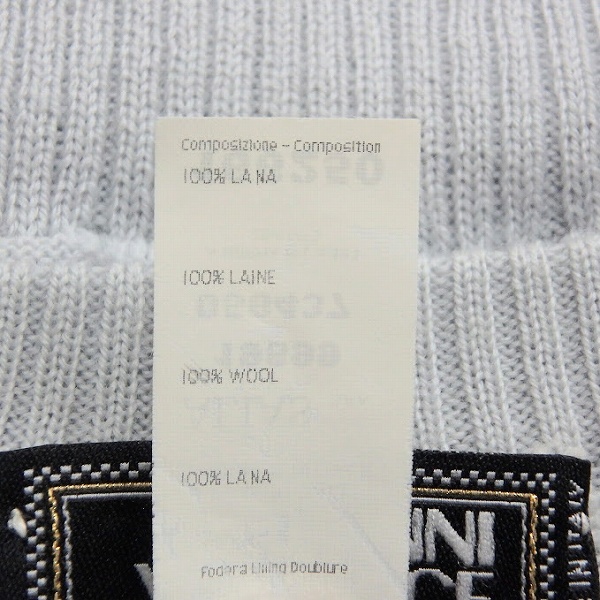 Composizione – Composition
100% LANA
100% LAINE
100% WOOL
100% LANA
Fodera Lining Doublure